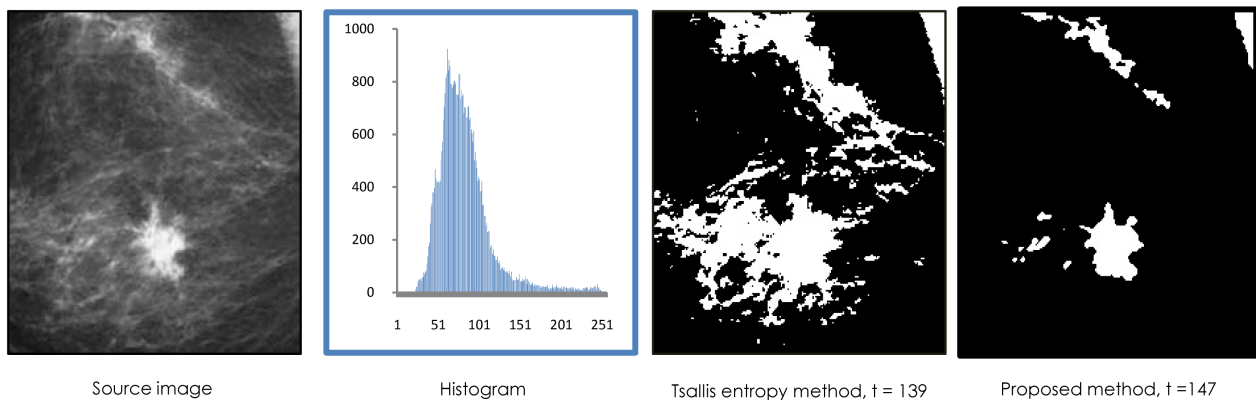 1000
800
600
400
200
0
1 51 101 151 201 251
Source image
Histogram
Tsallis entropy method, t = 139
Proposed method, t =147